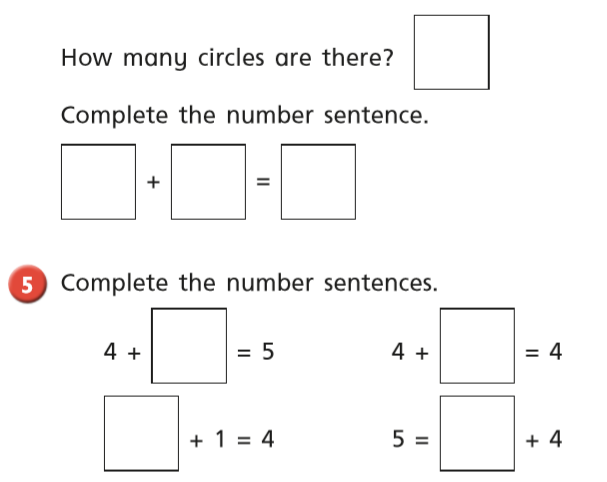 How many circles are there?
Complete the number sentence.
+ =
5 Complete the number sentences.
4 + = 5 4 + = 4
+ 1 = 4 5 = + 4